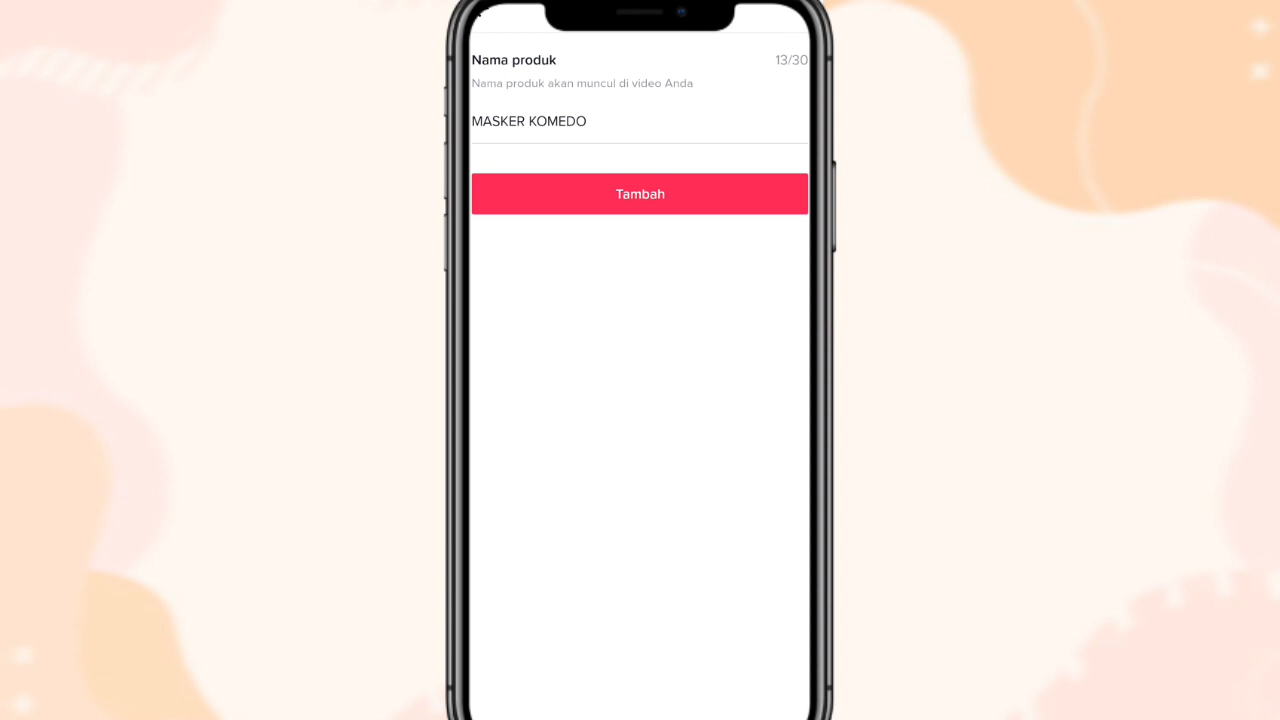 Nama produk 13/30
Nama produk akan muncul di video Anda
MASKER KOMEDO
Tambah